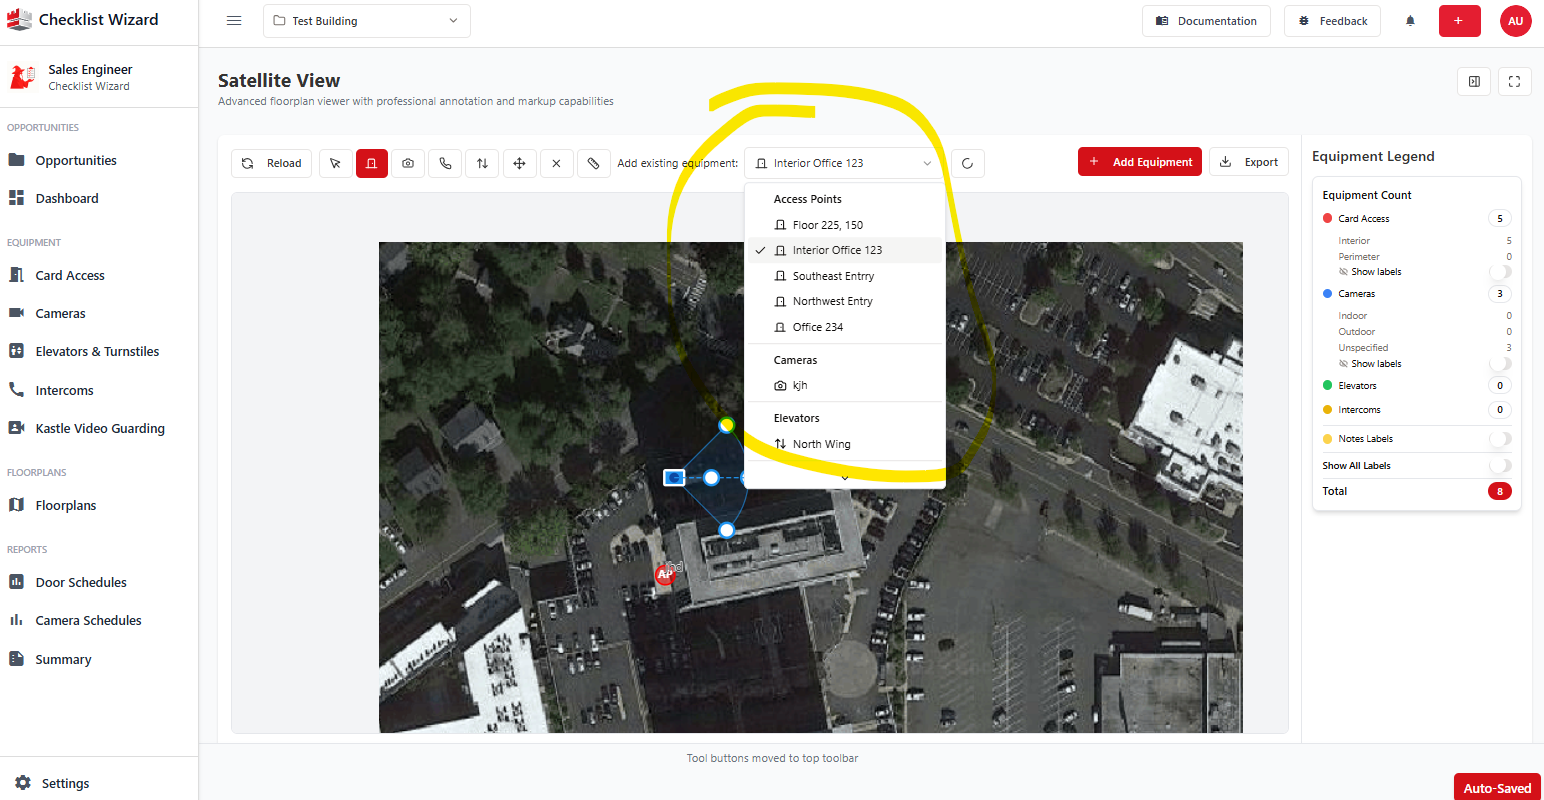 Checklist Wizard
Test Building
Documentation
Feedback
+
AU
Sales Engineer
Checklist Wizard
OPPORTUNITIES
Opportunities
Dashboard
EQUIPMENT
Card Access
Cameras
Elevators & Turnstiles
Intercoms
Kastle Video Guarding
FLOORPLANS
Floorplans
REPORTS
Door Schedules
Camera Schedules
Summary
Settings
Satellite View
Advanced floorplan viewer with professional annotation and markup capabilities
Reload
Add existing equipment:
Interior Office 123
+ Add Equipment
Export
Access Points
Floor 225, 150
Interior Office 123
Southeast Entrry
Northwest Entry
Office 234
Cameras
kjh
Elevators
North Wing
AP
Equipment Legend
Equipment Count
Card Access 5
Interior 5
Perimeter 0
Show labels
Cameras 3
Indoor 0
Outdoor 0
Unspecified 3
Show labels
Elevators 0
Intercoms 0
Notes Labels
Show All Labels
Total 8
Tool buttons moved to top toolbar
Auto-Saved